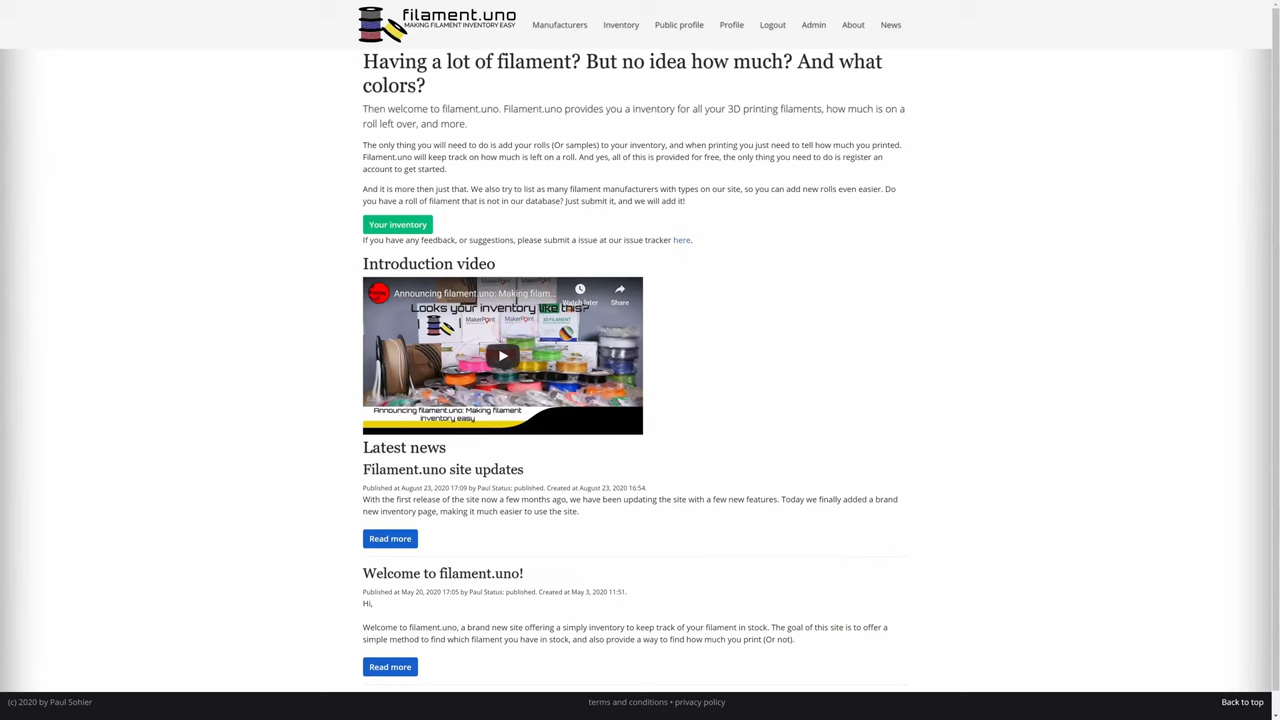 filament.uno
MAKING FILAMENT INVENTORY EASY
Manufacturers Inventory Public profile Profile Logout Admin About News
Having a lot of filament? But no idea how much? And what
colors?
Then welcome to filament.uno. Filament.uno provides you a inventory for all your 3D printing filaments, how much is on a
roll left over, and more.
The only thing you will need to do is add your rolls (Or samples) to your inventory, and when printing you just need to tell how much you printed.
Filament.uno will keep track on how much is left on a roll. And yes, all of this is provided for free, the only thing you need to do is register an
account to get started.
And it is more then just that. We also try to list as many filament manufacturers with types on our site, so you can add new rolls even easier. Do
you have a roll of filament that is not in our database? Just submit it, and we will add it!
Your inventory
If you have any feedback, or suggestions, please submit a issue at our issue tracker here.
Introduction video
Announcing filament.uno: Making filam...
Watch later Share
Looks your inventory like this?
MakerPoint MakerPoint 3D FILAMENT
Announcing filament.uno: Making filament
inventory easy
Latest news
Filament.uno site updates
Published at August 23, 2020 17:09 by Paul Status: published. Created at August 23, 2020 16:54.
With the first release of the site now a few months ago, we have been updating the site with a few new features. Today we finally added a brand
new inventory page, making it much easier to use the site.
Read more
Welcome to filament.uno!
Published at May 20, 2020 17:05 by Paul Status: published. Created at May 3, 2020 11:51.
Hi,
Welcome to filament.uno, a brand new site offering a simply inventory to keep track of your filament in stock. The goal of this site is to offer a
simple method to find which filament you have in stock, and also provide a way to find how much you print (Or not).
Read more
(c) 2020 by Paul Sohier terms and conditions • privacy policy Back to top